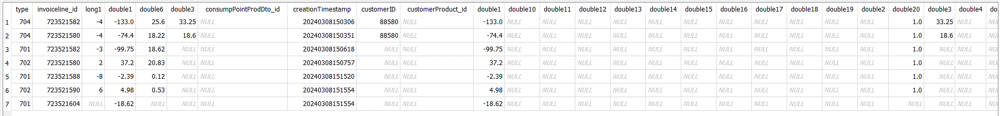 type invoiceline_id long1 double1 double6 double3 consumpPointProdDto_id creationTimestamp customerID customerProduct_id double1 double10 double11 double12 double13 double14 double15 double16 double17 double18 double19 double2 double20 double3 double4 do
1 704 723521582 -4 -133.0 25.6 33.25 NULL 20240308150306 88580 NULL -133.0 NULL NULL NULL NULL NULL NULL NULL NULL NULL NULL NULL 1.0 33.25 NULL NULL
2 704 723521580 -4 -74.4 18.22 18.6 NULL 20240308150351 88580 NULL -74.4 NULL NULL NULL NULL NULL NULL NULL NULL NULL NULL NULL 1.0 18.6 NULL NULL
3 701 723521582 -3 -99.75 18.62 NULL NULL 20240308150618 NULL NULL -99.75 NULL NULL NULL NULL NULL NULL NULL NULL NULL NULL NULL 1.0 NULL NULL NULL
4 702 723521580 2 37.2 20.83 NULL NULL 20240308150757 NULL NULL 37.2 NULL NULL NULL NULL NULL NULL NULL NULL NULL NULL NULL 1.0 NULL NULL NULL
5 701 723521588 -8 -2.39 0.12 NULL NULL 20240308151520 NULL NULL -2.39 NULL NULL NULL NULL NULL NULL NULL NULL NULL NULL NULL 1.0 NULL NULL NULL
6 702 723521590 6 4.98 0.53 NULL NULL 20240308151554 NULL NULL 4.98 NULL NULL NULL NULL NULL NULL NULL NULL NULL NULL NULL 1.0 NULL NULL NULL
7 701 723521604 NULL -18.62 NULL NULL NULL 20240308151554 NULL NULL -18.62 NULL NULL NULL NULL NULL NULL NULL NULL NULL NULL NULL NULL NULL NULL NULL